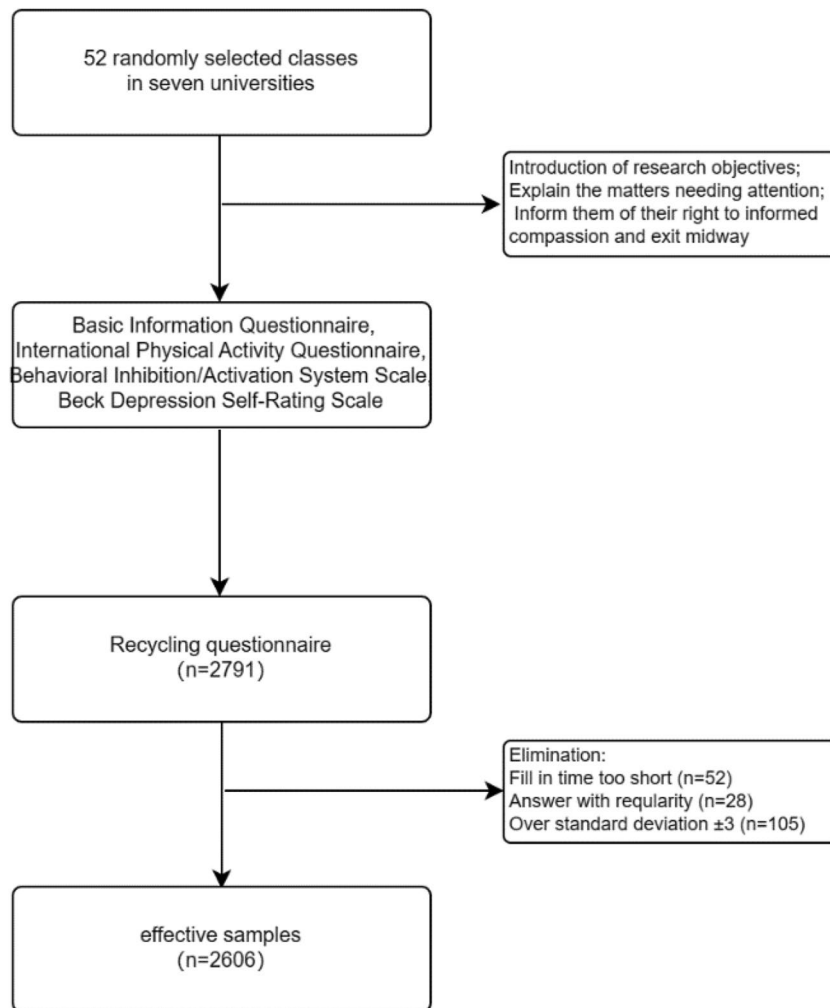 52 randomly selected classes
in seven universities
Introduction of research objectives;
Explain the matters needing attention;
Inform them of their right to informed
compassion and exit midway
Basic Information Questionnaire,
International Physical Activity Questionnaire,
Behavioral Inhibition/Activation System Scale,
Beck Depression Self-Rating Scale
Recycling questionnaire
(n=2791)
Elimination:
Fill in time too short (n=52)
Answer with reqularity (n=28)
Over standard deviation ±3 (n=105)
effective samples
(n=2606)